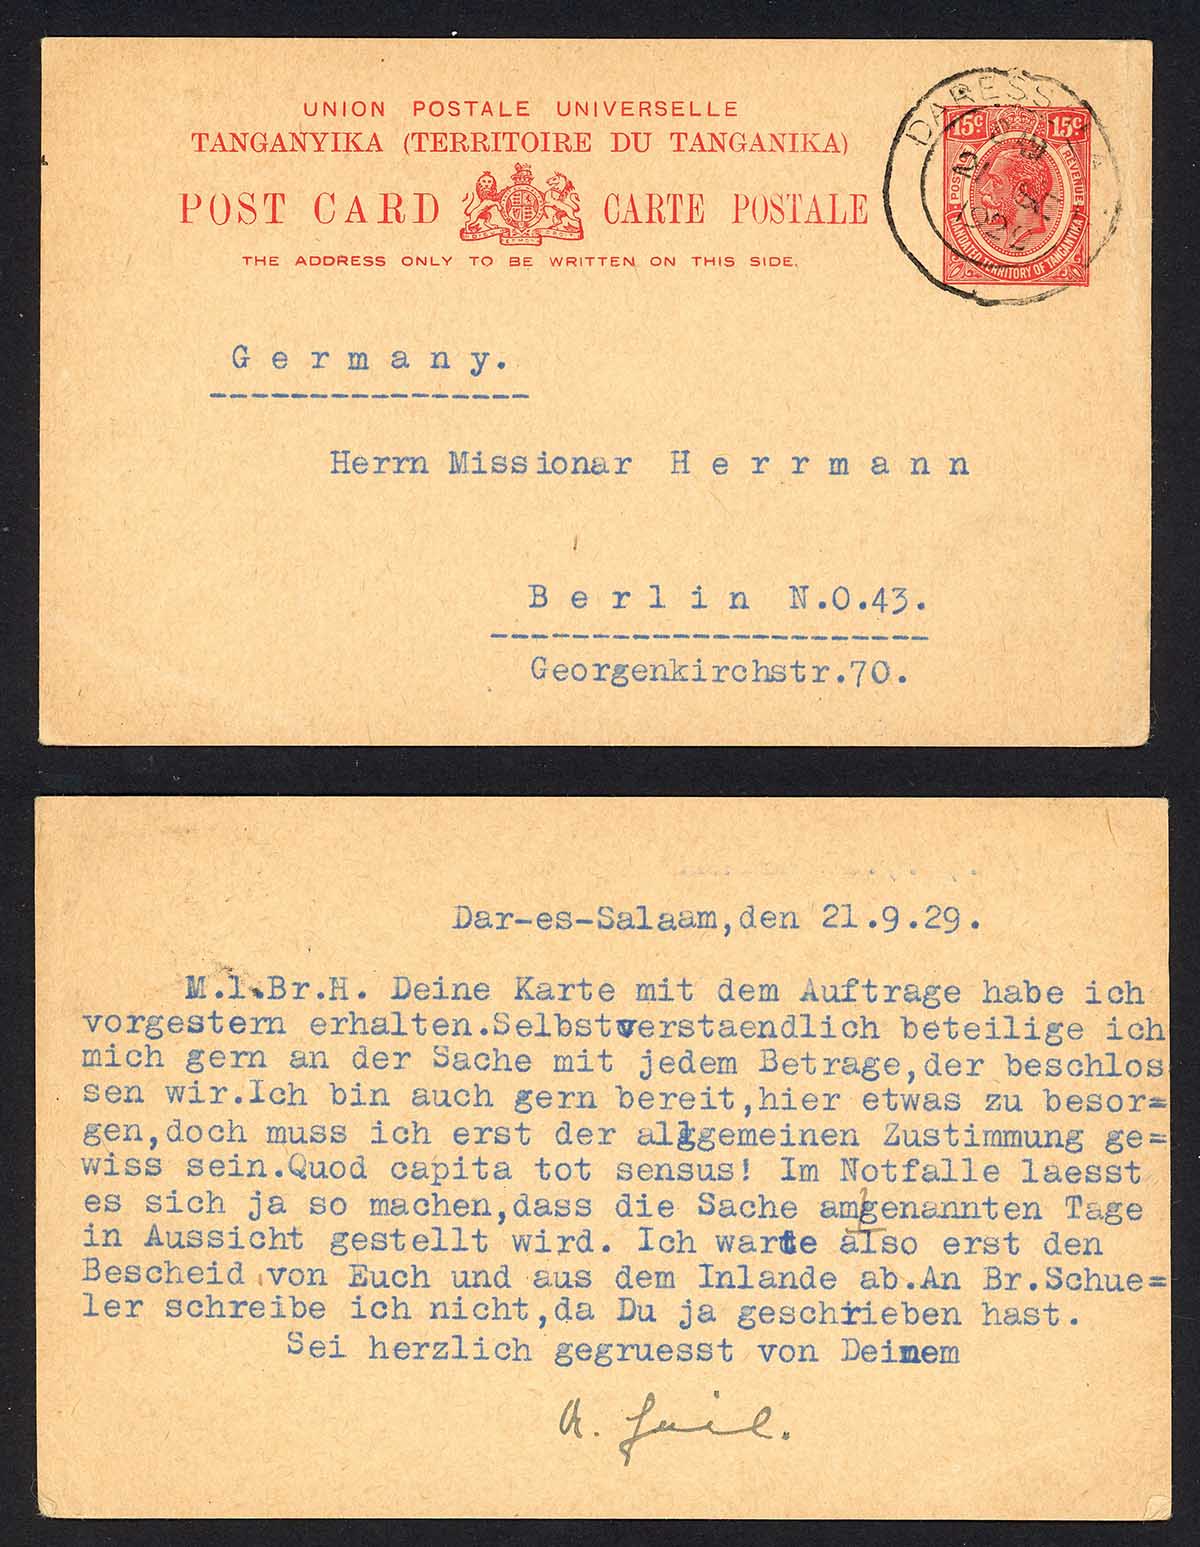 UNION POSTALE UNIVERSELLE
TANGANYIKA (TERRITOIRE DU TANGANIKA)
POST CARD CARTE POSTALE
THE ADDRESS ONLY TO BE WRITTEN ON THIS SIDE.
DARESS
15c 15c
POSTAGE REVENUE
MANDATED TERRITORY OF TANGANYIKA
Germany.
Herrn Missionar Herrmann
Berlin N.O.43.
Georgenkirchstr.70.
Dar-es-Salaam,den 21.9.29.
M.l.Br.H. Deine Karte mit dem Auftrage habe ich
vorgestern erhalten.Selbstverstaendlich beteilige ich
mich gern an der Sache mit jedem Betrage,der beschlos
sen wir.Ich bin auch gern bereit,hier etwas zu besor=
gen,doch muss ich erst der allgemeinen Zustimmung ge=
wiss sein.Quod capita tot sensus! Im Notfalle laesst
es sich ja so machen,dass die Sache am genannten Tage
in Aussicht gestellt wird. Ich warte also erst den
Bescheid von Euch und aus dem Inlande ab.An Br.Schue=
ler schreibe ich nicht,da Du ja geschrieben hast.
Sei herzlich gegruesst von Deinem